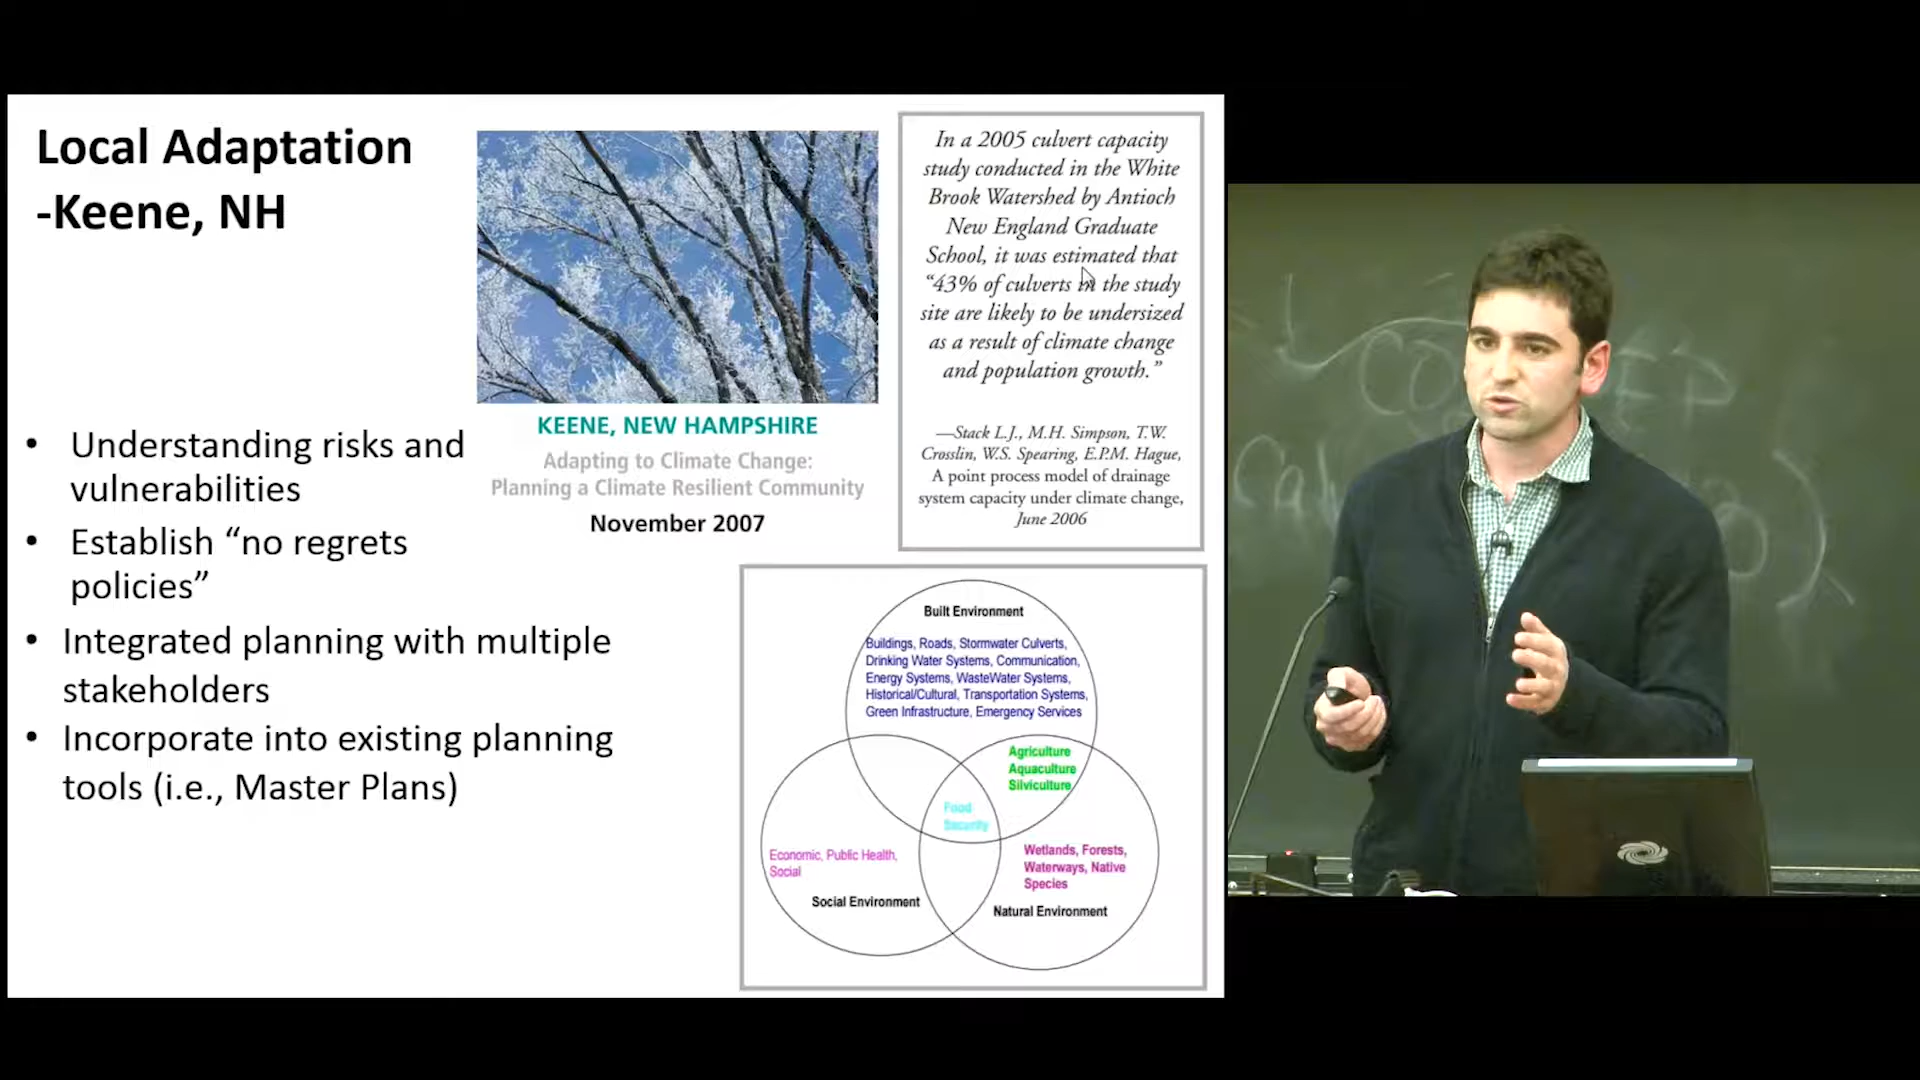 Local Adaptation
-Keene, NH
• Understanding risks and
vulnerabilities
• Establish “no regrets
policies”
• Integrated planning with multiple
stakeholders
• Incorporate into existing planning
tools (i.e., Master Plans)
KEENE, NEW HAMPSHIRE
Adapting to Climate Change:
Planning a Climate Resilient Community
November 2007
In a 2005 culvert capacity
study conducted in the White
Brook Watershed by Antioch
New England Graduate
School, it was estimated that
“43% of culverts in the study
site are likely to be undersized
as a result of climate change
and population growth.”
—Stack L.J., M.H. Simpson, T.W.
Crosslin, W.S. Spearing, E.P.M. Hague,
A point process model of drainage
system capacity under climate change,
June 2006
Built Environment
Buildings, Roads, Stormwater Culverts,
Drinking Water Systems, Communication,
Energy Systems, WasteWater Systems,
Historical/Cultural, Transportation Systems,
Green Infrastructure, Emergency Services
Agriculture
Aquaculture
Silviculture
Food
Security
Economic, Public Health,
Social
Social Environment
Wetlands, Forests,
Waterways, Native
Species
Natural Environment